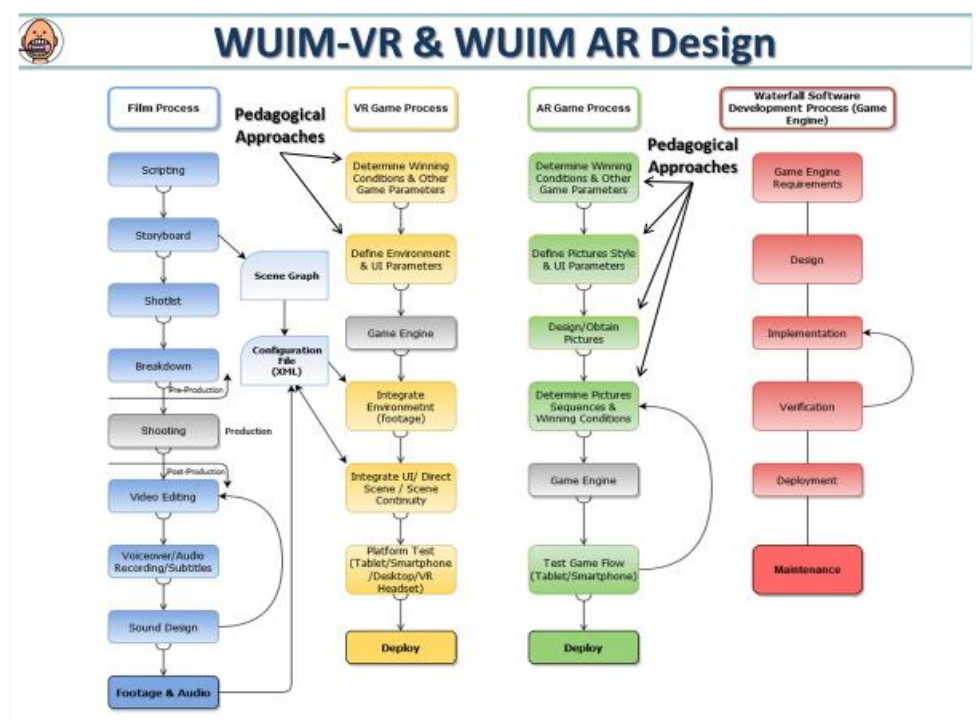 WUIM-VR & WUIM AR Design
Film Process
Scripting
Storyboard
Shotlist
Breakdown
Pre-Production
Shooting
Production
Post-Production
Video Editing
Voiceover/Audio
Recording/Subtitles
Sound Design
Footage & Audio
Scene Graph
Configuration
File
(XML)
Pedagogical
Approaches
VR Game Process
Determine Winning
Conditions & Other
Game Parameters
Define Environment
& UI Parameters
Game Engine
Integrate
Environmetnt
(footage)
Integrate UI/ Direct
Scene / Scene
Continuity
Platform Test
(Tablet/Smartphone
/Desktop/VR
Headset)
Deploy
AR Game Process
Determine Winning
Conditions & Other
Game Parameters
Define Pictures Style
& UI Parameters
Design/Obtain
Pictures
Determine Pictures
Sequences &
Winning Conditions
Game Engine
Test Game Flow
(Tablet/Smartphone)
Deploy
Pedagogical
Approaches
Waterfall Software
Development Process (Game
Engine)
Game Engine
Requirements
Design
Implementation
Verification
Deployment
Maintenance